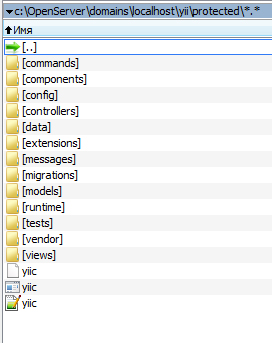 c:\OpenServer\domains\localhost\yii\protected\*.*
Имя
[..]
[commands]
[components]
[config]
[controllers]
[data]
[extensions]
[messages]
[migrations]
[models]
[runtime]
[tests]
[vendor]
[views]
yiic
yiic
yiic